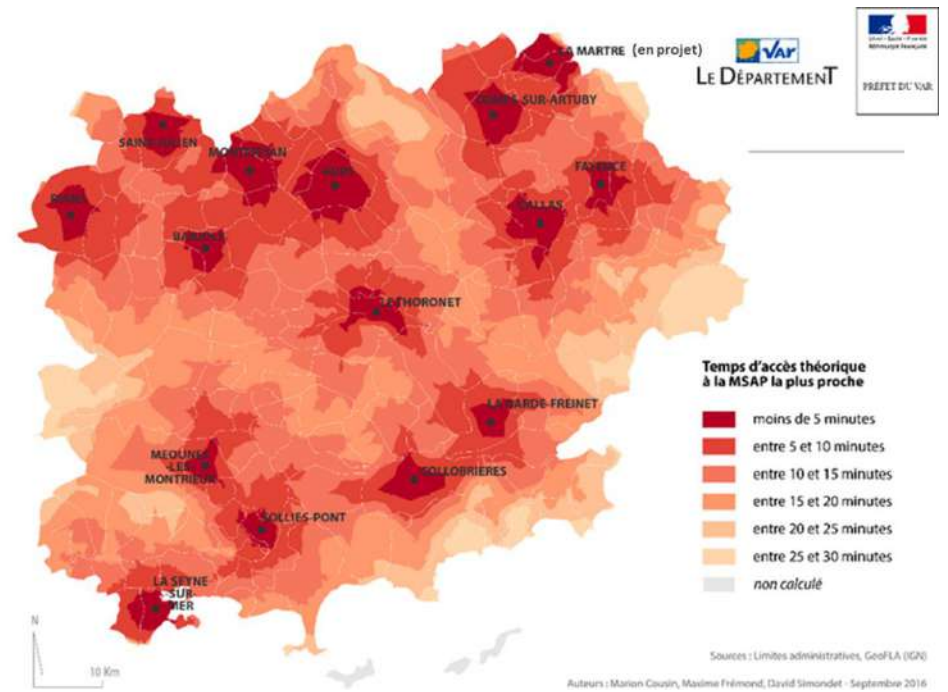 LA MARTRE (en projet)
Var
LE DÉPARTEMENT
PRÉFET DU VAR
COMPS-SUR-ARTUBY
SAINT-JULIEN
MONTMEYAN
AUPS
FAYENCE
RIANS
CALLAS
BARJOLS
LE THORONET
LA GARDE-FREINET
MEOUNES
-LES-
MONTRIEUX
COLLOBRIERES
SOLLIES-PONT
LA SEYNE
SUR
MER
Temps d'accès théorique
à la MSAP la plus proche
moins de 5 minutes
entre 5 et 10 minutes
entre 10 et 15 minutes
entre 15 et 20 minutes
entre 20 et 25 minutes
entre 25 et 30 minutes
non calculé
N
10 Km
Sources : Limites administratives, GeoFLA (IGN)
Auteurs : Marion Cousin, Maxime Frémond, David Simondet - Septembre 2016